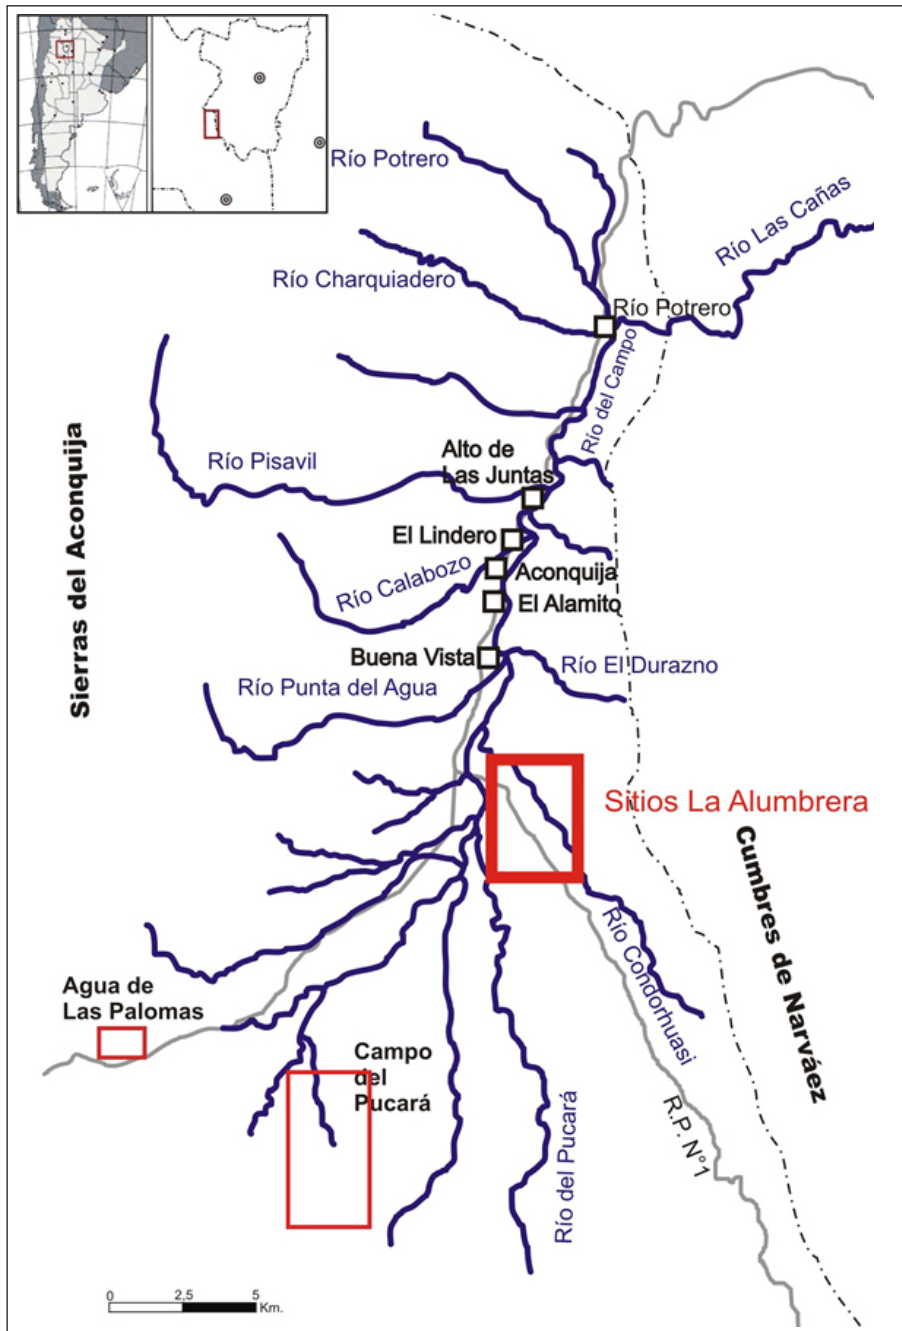 Río Potrero
Río Las Cañas
Río Charquiadero
Río Potrero
Río del Campo
Alto de
Las Juntas
Río Pisavil
El Lindero
Río Calabozo
Aconquija
El Alamito
Sierras del Aconquija
Buena Vista
Río El Durazno
Río Punta del Agua
Sitios La Alumbrera
Cumbres de Narváez
Río Condorhuasi
Agua de
Las Palomas
Campo
del
Pucará
R.P. N°1
Río del Pucará
0 2,5 5
Km.